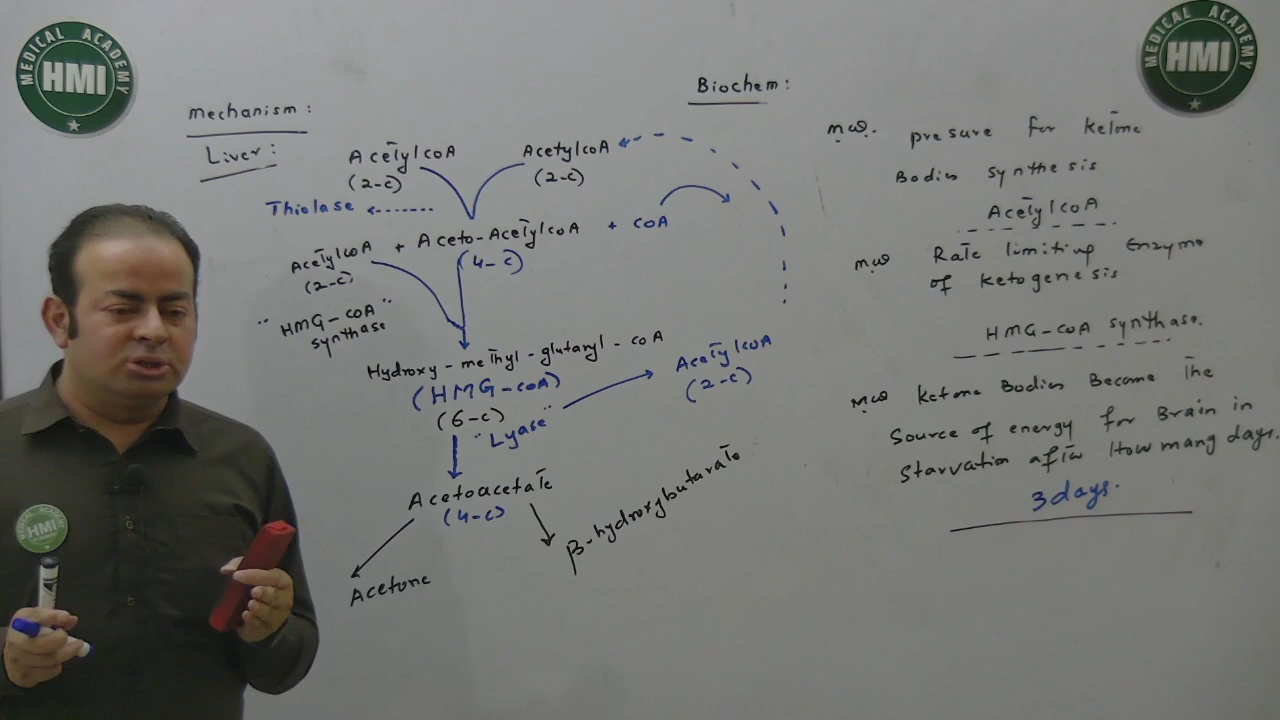 MEDICAL ACADEMY
HMI
MEDICAL ACADEMY
HMI
Biochem:
mechanism:
Liver:
AcetylcoA
(2-c)
AcetylcoA
(2-c)
Thiolase
AcetylcoA + Aceto-AcetylcoA + coA
(2-c)
(4-c)
"HMG-coA"
synthase
Hydroxy-methyl-glutaryl-coA
(HMG-coA)
(6-c)
"Lyase"
AcetylcoA
(2-c)
Acetoacetate
(4-c)
Acetone
β-hydroxybutarate
mcq. presure for ketone
Bodies synthesis
AcetylcoA
mcq Rate limiting Enzyme
of ketogenesis
HMG-coA synthase.
mcq ketone Bodies Become The
Source of energy for Brain in
starvation after How many days.
3 days.
HMI